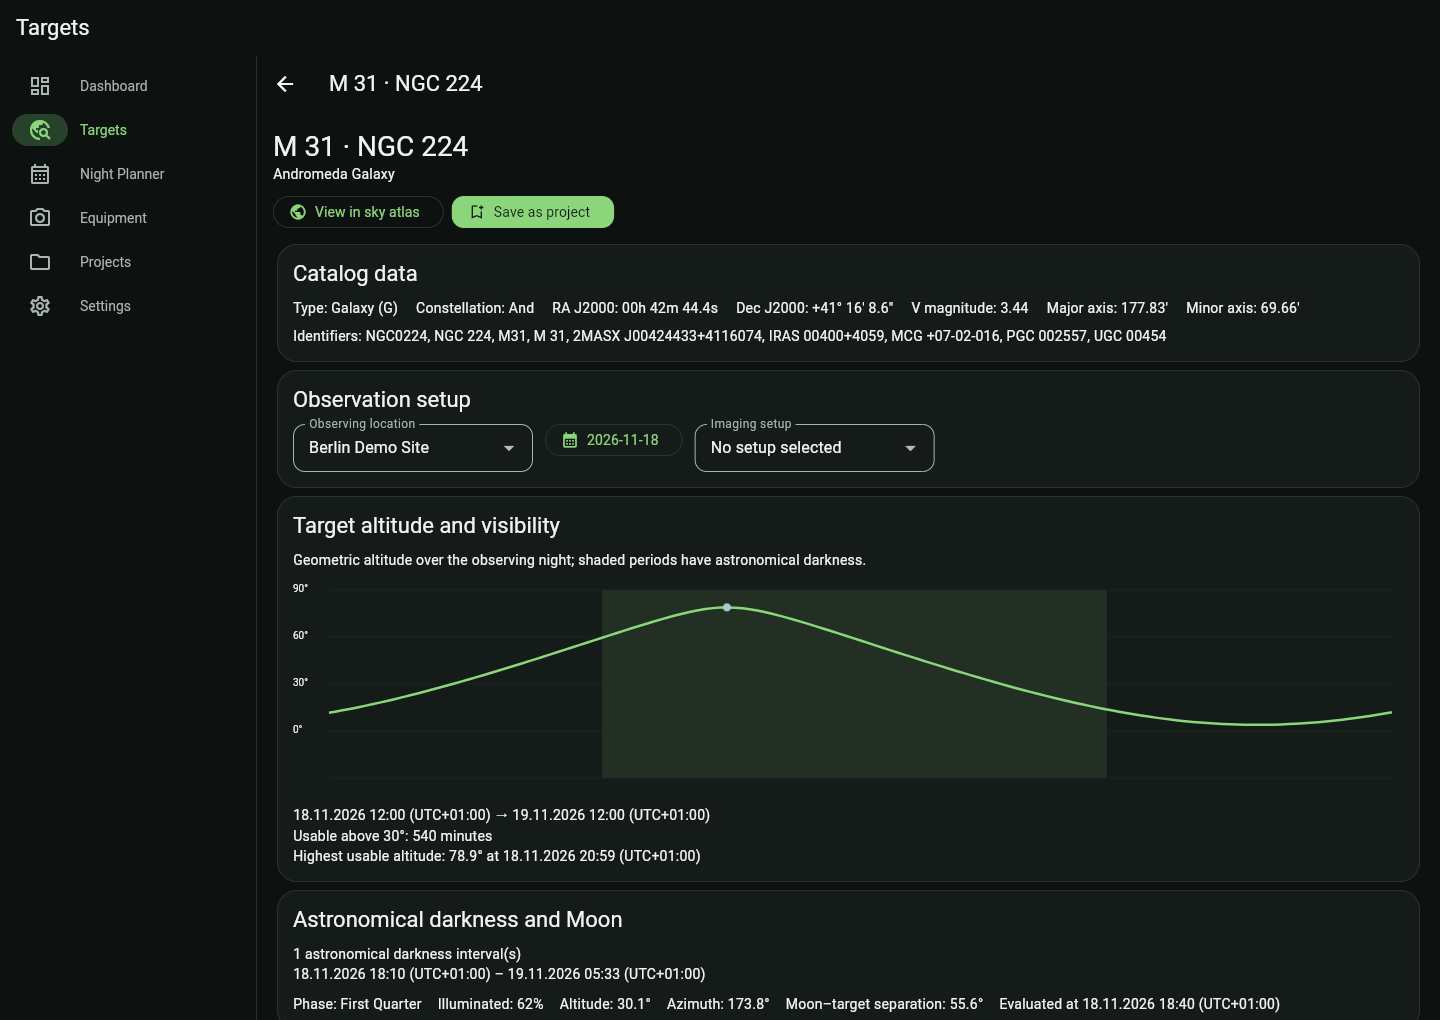 Targets
Dashboard
Targets
Night Planner
Equipment
Projects
Settings
M 31 · NGC 224
M 31 · NGC 224
Andromeda Galaxy
View in sky atlas
Save as project
Catalog data
Type: Galaxy (G) Constellation: And RA J2000: 00h 42m 44.4s Dec J2000: +41° 16' 8.6" V magnitude: 3.44 Major axis: 177.83' Minor axis: 69.66'
Identifiers: NGC0224, NGC 224, M31, M 31, 2MASX J00424433+4116074, IRAS 00400+4059, MCG +07-02-016, PGC 002557, UGC 00454
Observation setup
Observing location
Berlin Demo Site
2026-11-18
Imaging setup
No setup selected
Target altitude and visibility
Geometric altitude over the observing night; shaded periods have astronomical darkness.
90°
60°
30°
0°
18.11.2026 12:00 (UTC+01:00) → 19.11.2026 12:00 (UTC+01:00)
Usable above 30°: 540 minutes
Highest usable altitude: 78.9° at 18.11.2026 20:59 (UTC+01:00)
Astronomical darkness and Moon
1 astronomical darkness interval(s)
18.11.2026 18:10 (UTC+01:00) – 19.11.2026 05:33 (UTC+01:00)
Phase: First Quarter Illuminated: 62% Altitude: 30.1° Azimuth: 173.8° Moon–target separation: 55.6° Evaluated at 18.11.2026 18:40 (UTC+01:00)